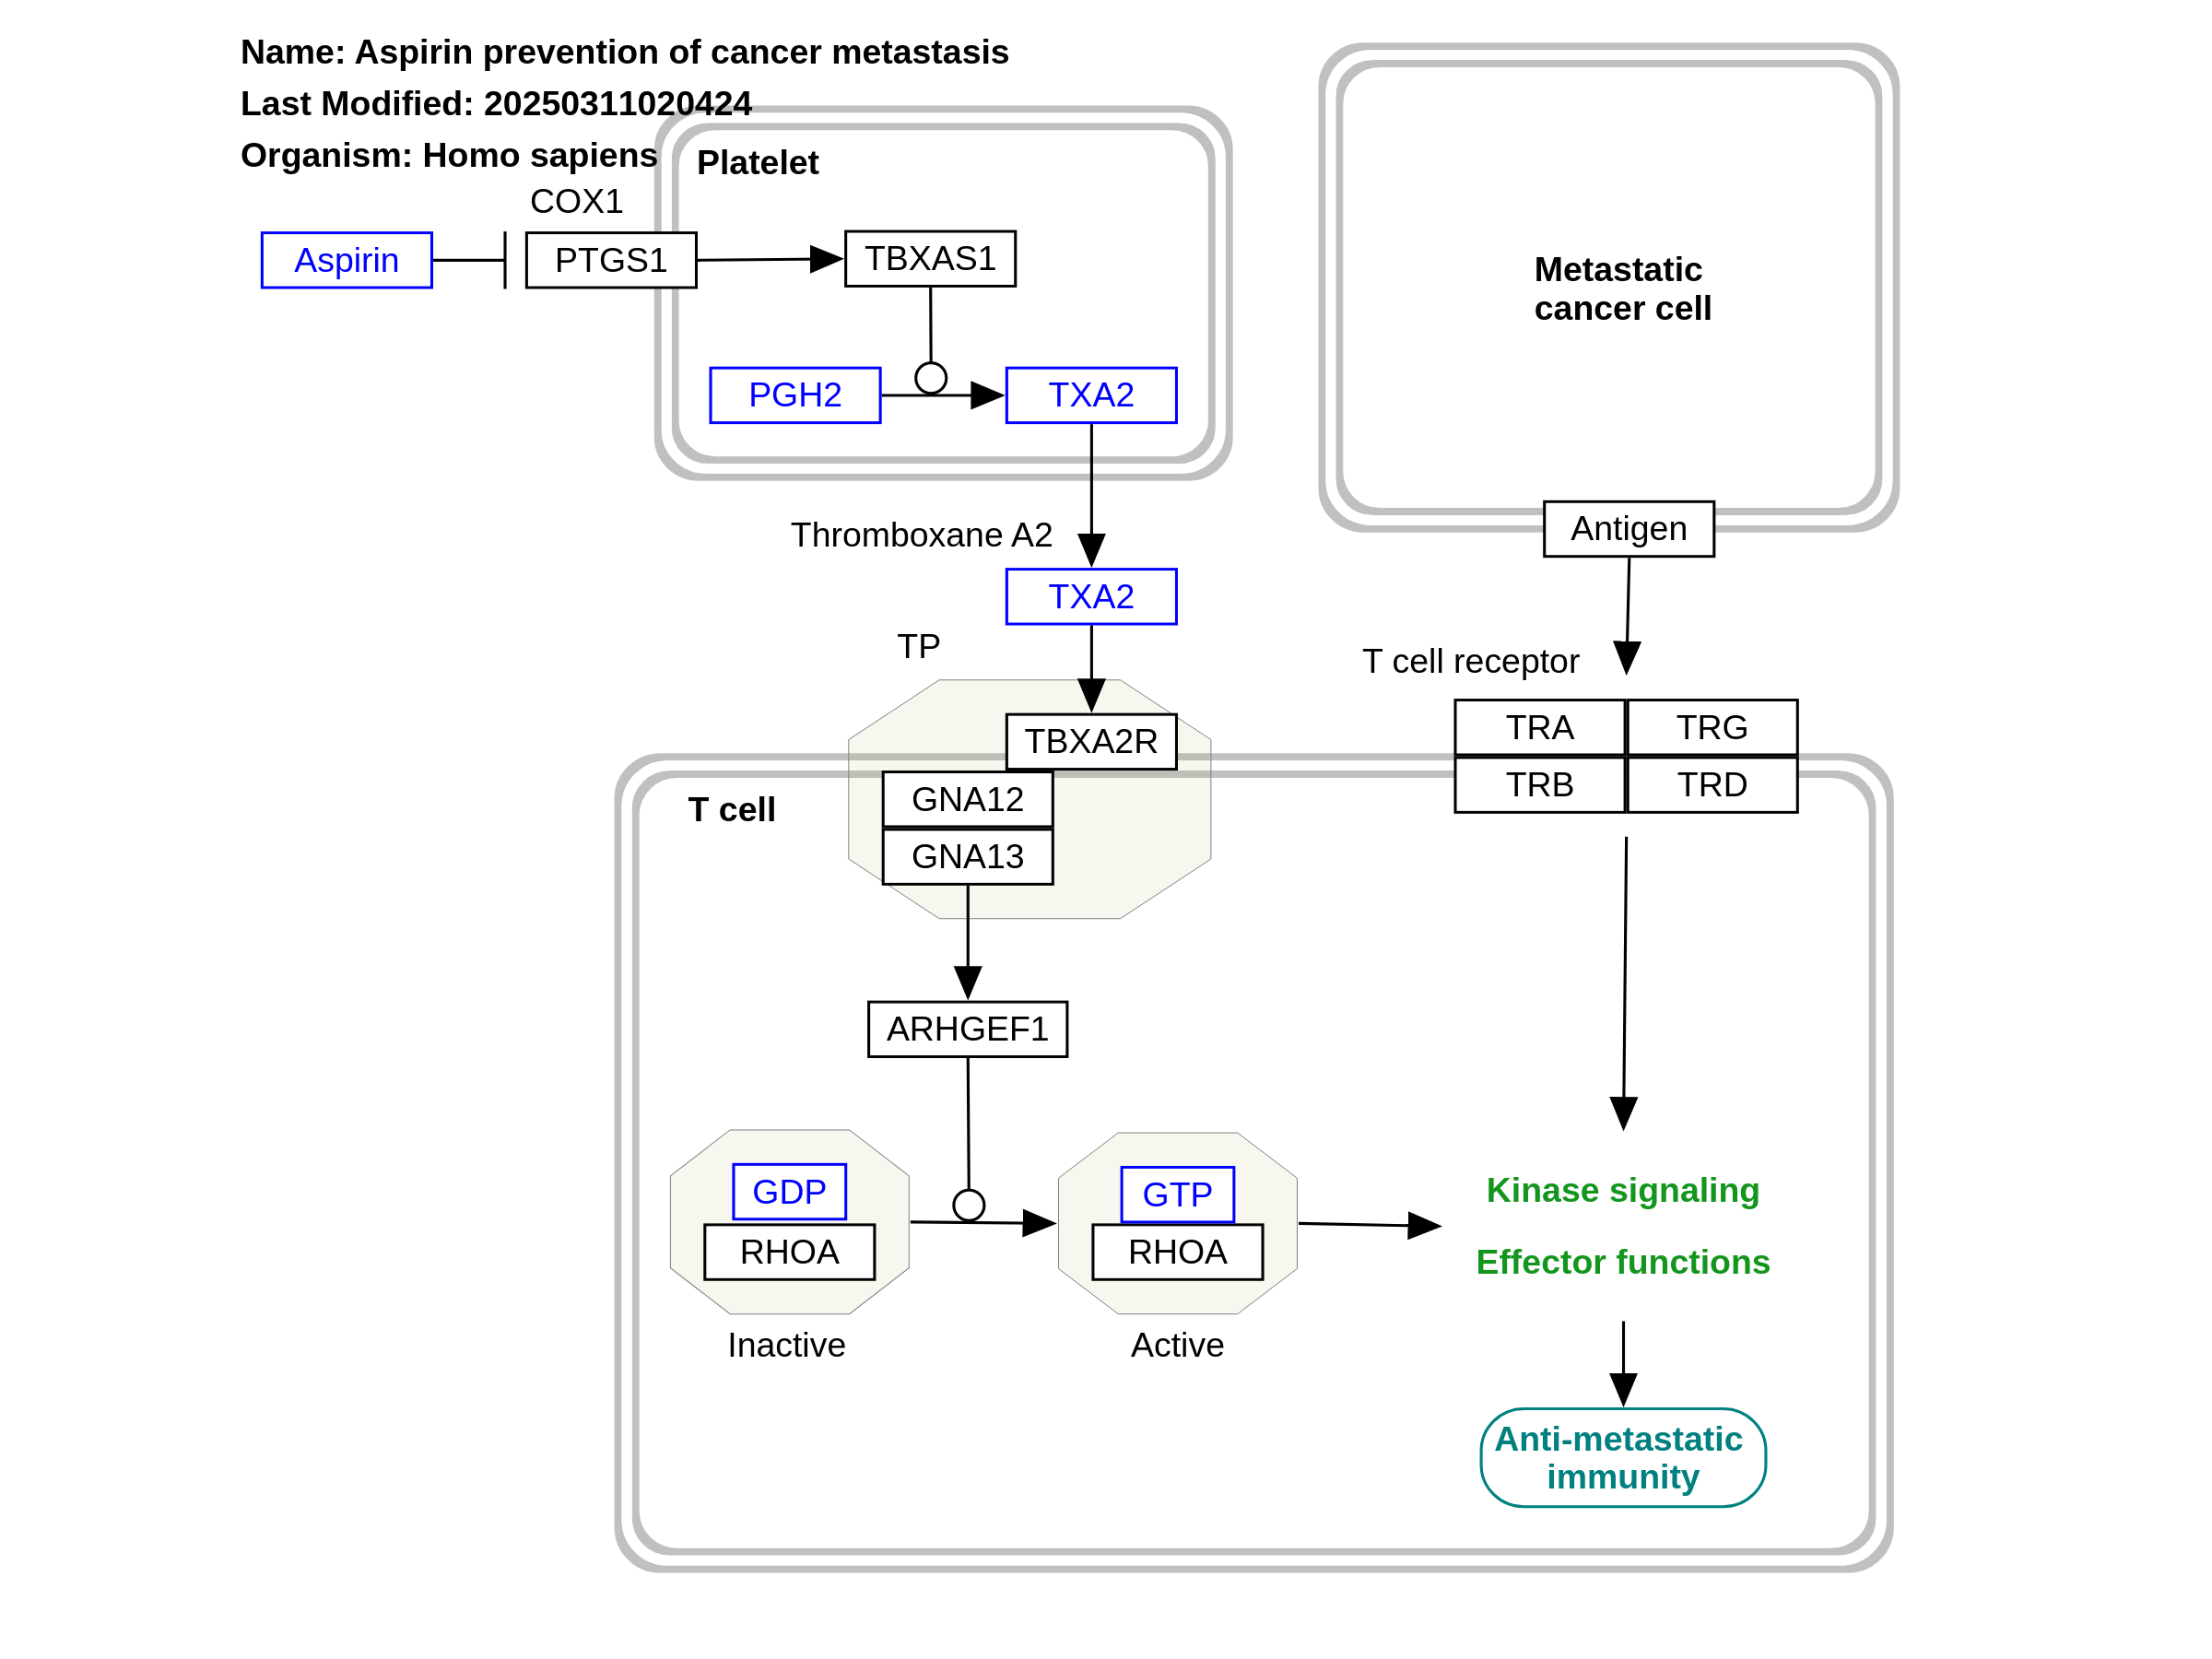 Name: Aspirin prevention of cancer metastasis
Last Modified: 20250311020424
Organism: Homo sapiens
Platelet
COX1
Aspirin
PTGS1
TBXAS1
PGH2
TXA2
Metastatic
cancer cell
Antigen
Thromboxane A2
TXA2
TP
T cell receptor
TBXA2R
TRA
TRG
TRB
TRD
T cell
GNA12
GNA13
ARHGEF1
GDP
RHOA
Inactive
GTP
RHOA
Active
Kinase signaling
Effector functions
Anti-metastatic
immunity